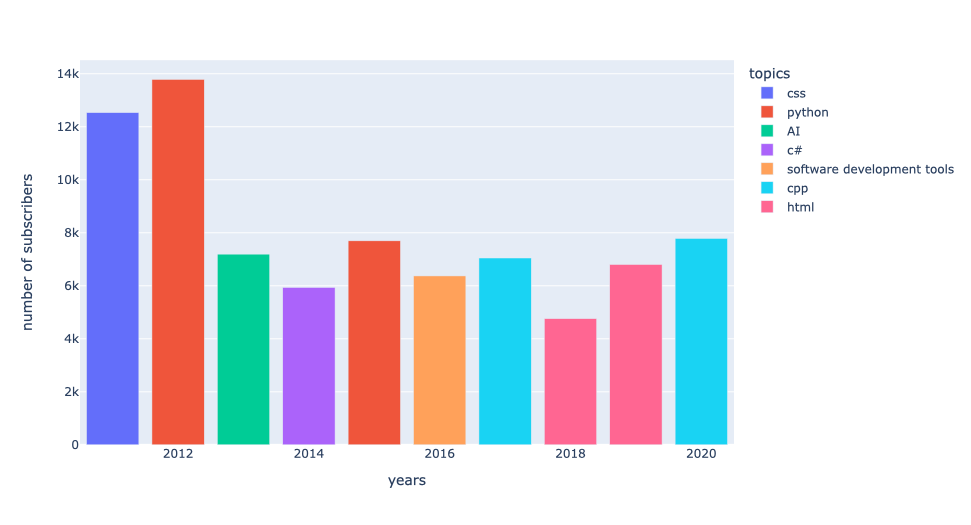 14k
12k
10k
8k
6k
4k
2k
0
number of subscribers
2012
2014
2016
2018
2020
years
topics
css
python
AI
c#
software development tools
cpp
html